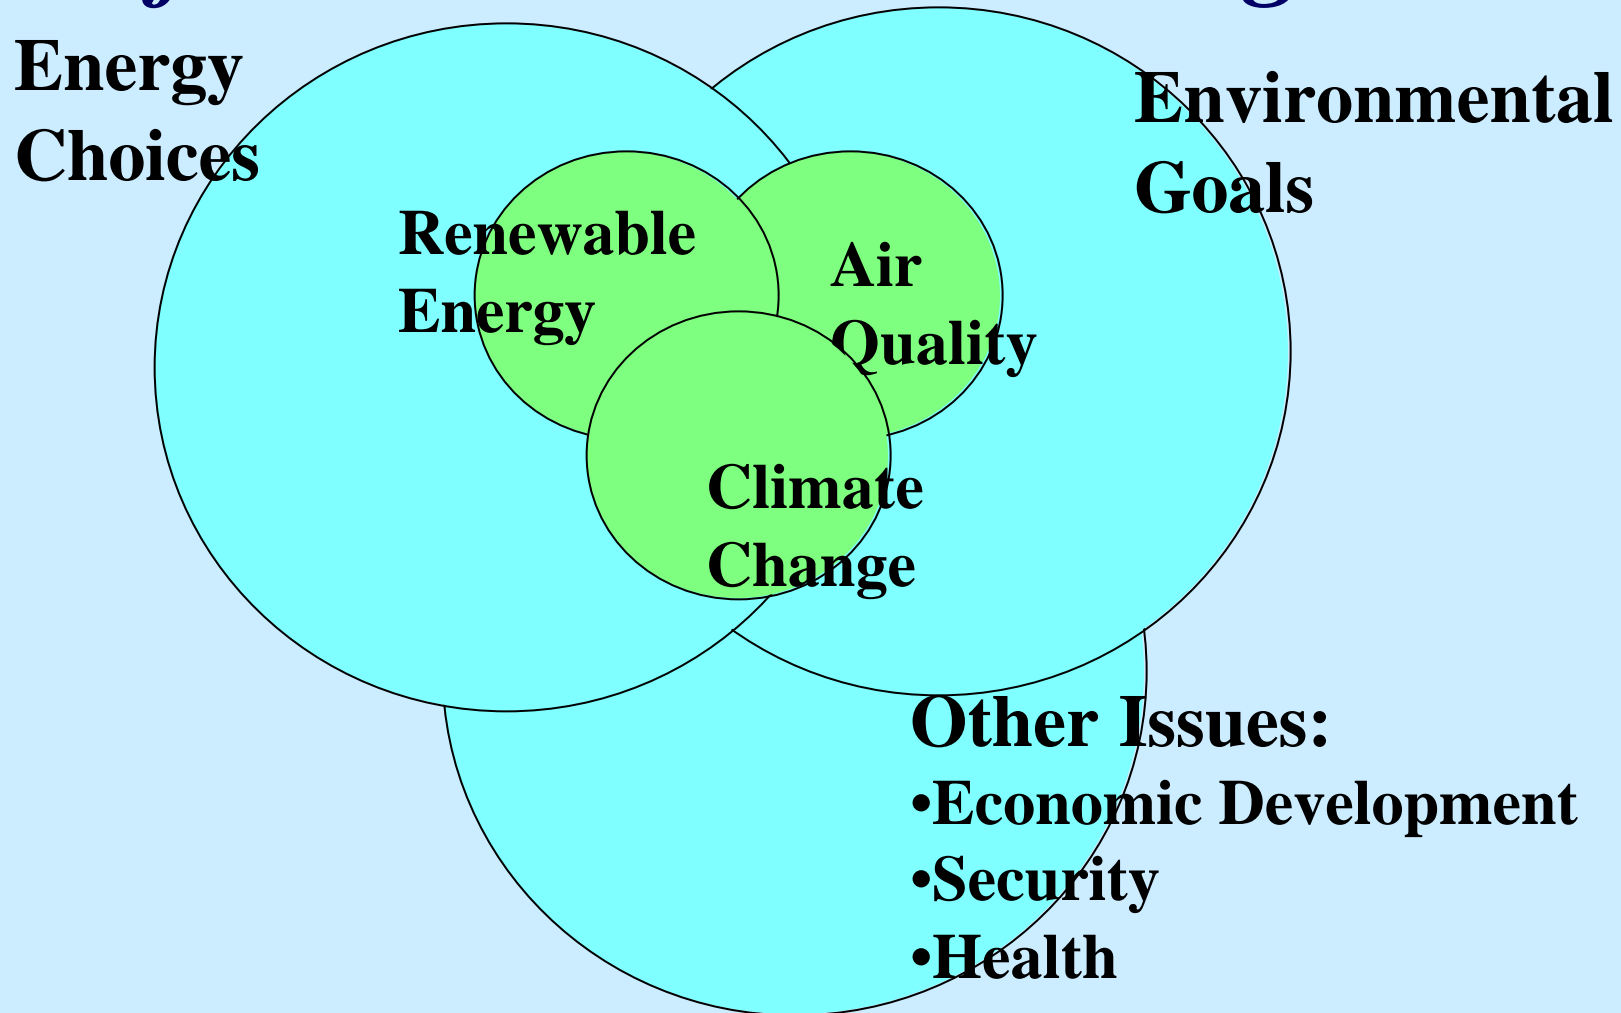 Energy
Choices
Environmental
Goals
Renewable
Energy
Air
Quality
Climate
Change
Other Issues:
•Economic Development
•Security
•Health